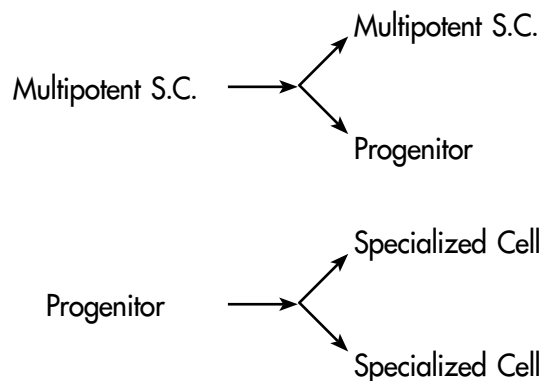 Multipotent S.C.
Multipotent S.C.
Progenitor
Specialized Cell
Progenitor
Specialized Cell